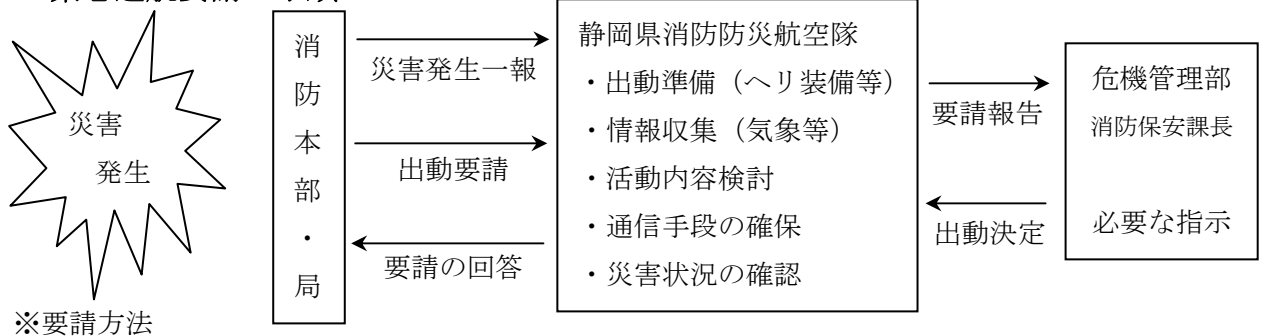 災害
発生
消防本部・局
災害発生一報
出動要請
要請の回答
静岡県消防防災航空隊
・出動準備（ヘリ装備等）
・情報収集（気象等）
・活動内容検討
・通信手段の確保
・災害状況の確認
要請報告
出動決定
危機管理部
消防保安課長
必要な指示
※要請方法